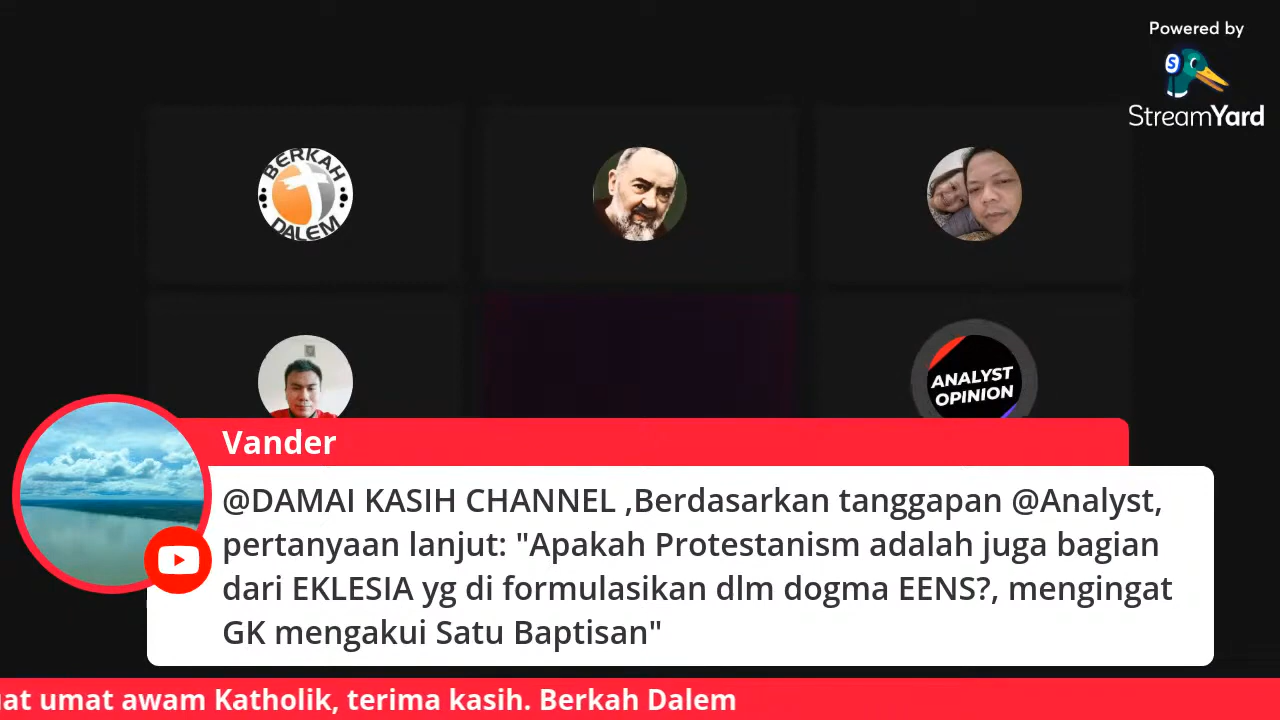 Powered by
StreamYard
BERKAH
DALEM
ANALYST
OPINION
Vander
@DAMAI KASIH CHANNEL ,Berdasarkan tanggapan @Analyst,
pertanyaan lanjut: "Apakah Protestanism adalah juga bagian
dari EKLESIA yg di formulasikan dlm dogma EENS?, mengingat
GK mengakui Satu Baptisan"
umat awam Katholik, terima kasih. Berkah Dalem